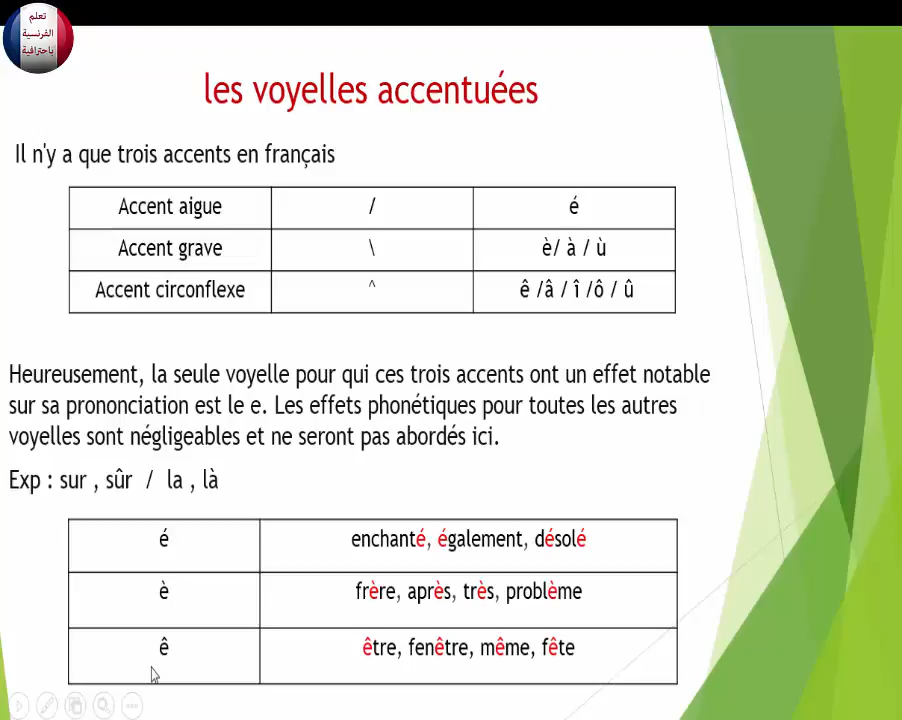 تعلم
الفرنسية
باحترافية
les voyelles accentuées
Il n'y a que trois accents en français
Accent aigue / é
Accent grave \ è/ à / ù
Accent circonflexe ^ ê /â / î /ô / û
Heureusement, la seule voyelle pour qui ces trois accents ont un effet notable
sur sa prononciation est le e. Les effets phonétiques pour toutes les autres
voyelles sont négligeables et ne seront pas abordés ici.
Exp : sur , sûr / la , là
é enchanté, également, désolé
è frère, après, très, problème
ê être, fenêtre, même, fête